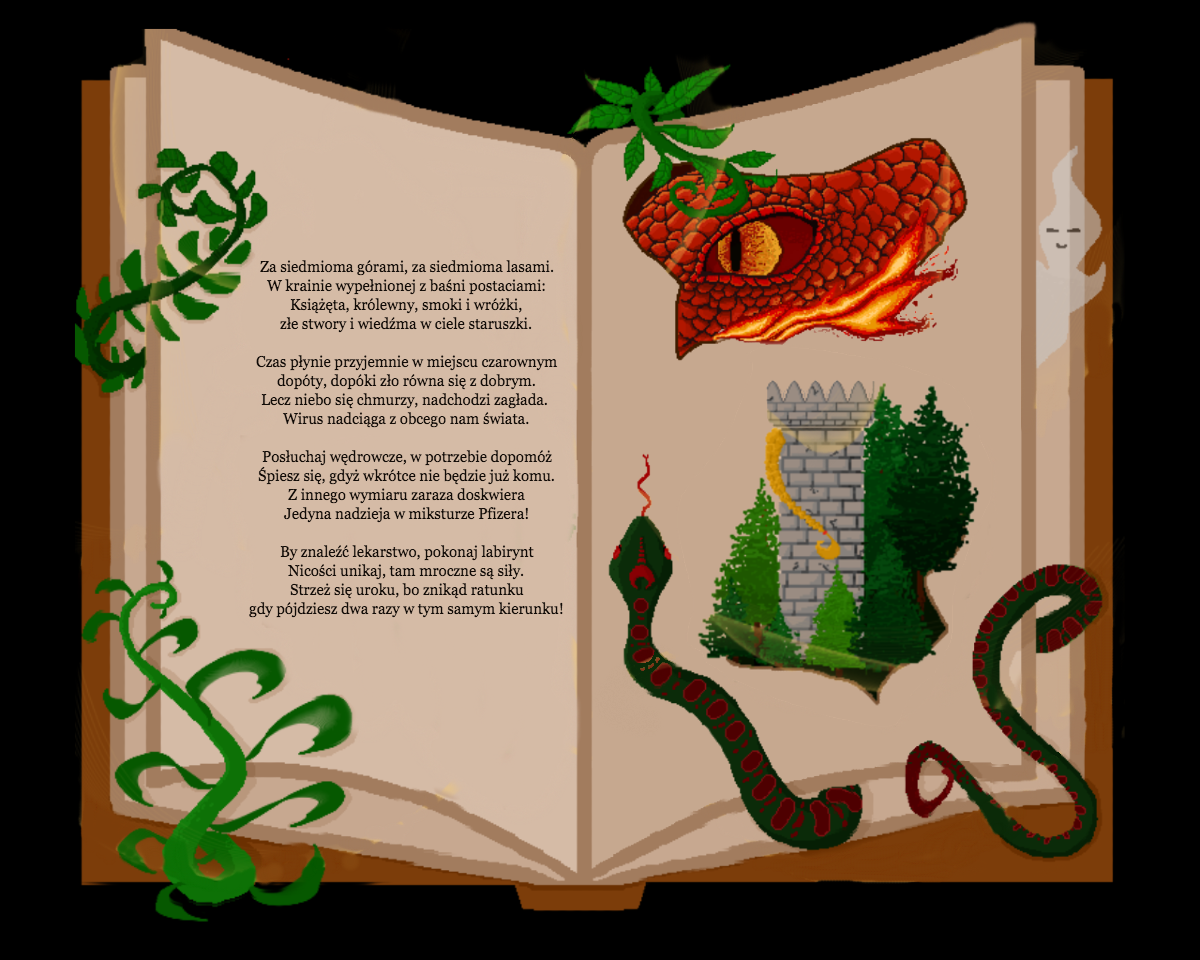 Za siedmioma górami, za siedmioma lasami.
W krainie wypełnionej z baśni postaciami:
Książęta, królewny, smoki i wróżki,
złe stwory i wiedźma w ciele staruszki.
Czas płynie przyjemnie w miejscu czarownym
dopóty, dopóki zło równa się z dobrym.
Lecz niebo się chmurzy, nadchodzi zagłada.
Wirus nadciąga z obcego nam świata.
Posłuchaj wędrowcze, w potrzebie dopomóż
Śpiesz się, gdyż wkrótce nie będzie już komu.
Z innego wymiaru zaraza doskwiera
Jedyna nadzieja w miksturze Pfizera!
By znaleźć lekarstwo, pokonaj labirynt
Nicości unikaj, tam mroczne są siły.
Strzeż się uroku, bo znikąd ratunku
gdy pójdziesz dwa razy w tym samym kierunku!